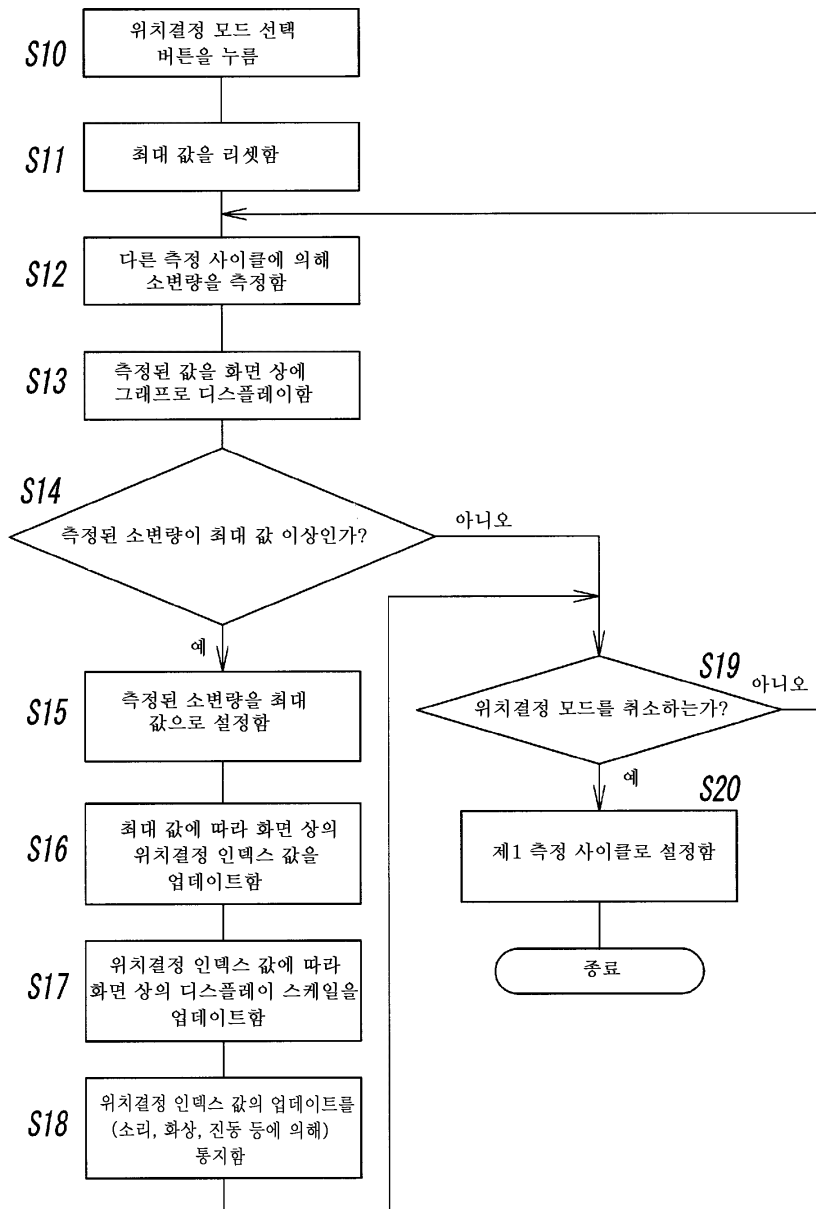 S10
위치결정 모드 선택
버튼을 누름
S11
최대 값을 리셋함
S12
다른 측정 사이클에 의해
소변량을 측정함
S13
측정된 값을 화면 상에
그래프로 디스플레이함
S14
측정된 소변량이 최대 값 이상인가?
아니오
예
S15
측정된 소변량을 최대
값으로 설정함
S16
최대 값에 따라 화면 상의
위치결정 인덱스 값을
업데이트함
S17
위치결정 인덱스 값에 따라
화면 상의 디스플레이 스케일을
업데이트함
S18
위치결정 인덱스 값의 업데이트를
(소리, 화상, 진동 등에 의해)
통지함
S19
위치결정 모드를 취소하는가?
아니오
예
S20
제1 측정 사이클로 설정함
종료